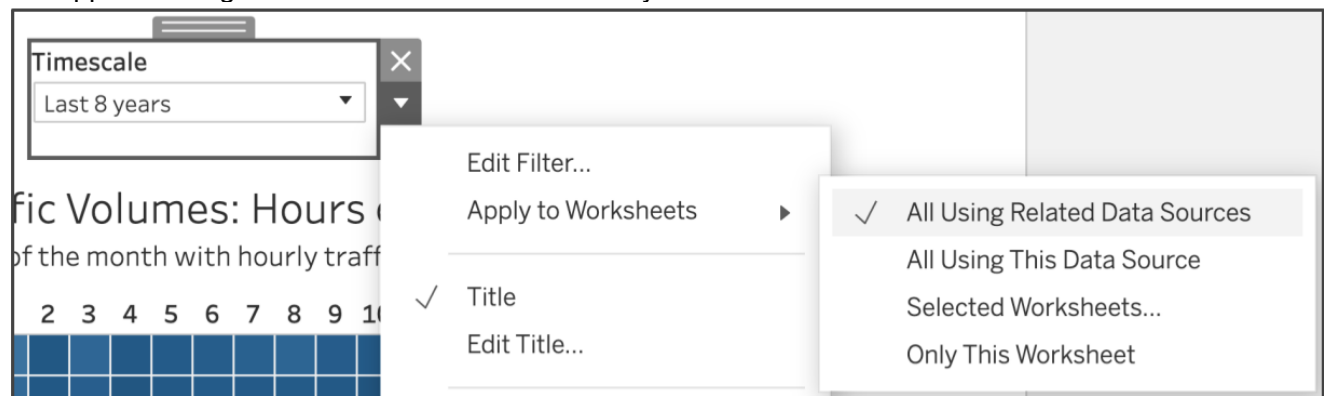 Timescale
Last 8 years
Edit Filter...
Apply to Worksheets
All Using Related Data Sources
All Using This Data Source
Selected Worksheets...
Only This Worksheet
Title
Edit Title...
fic Volumes: Hours
of the month with hourly traff
2 3 4 5 6 7 8 9